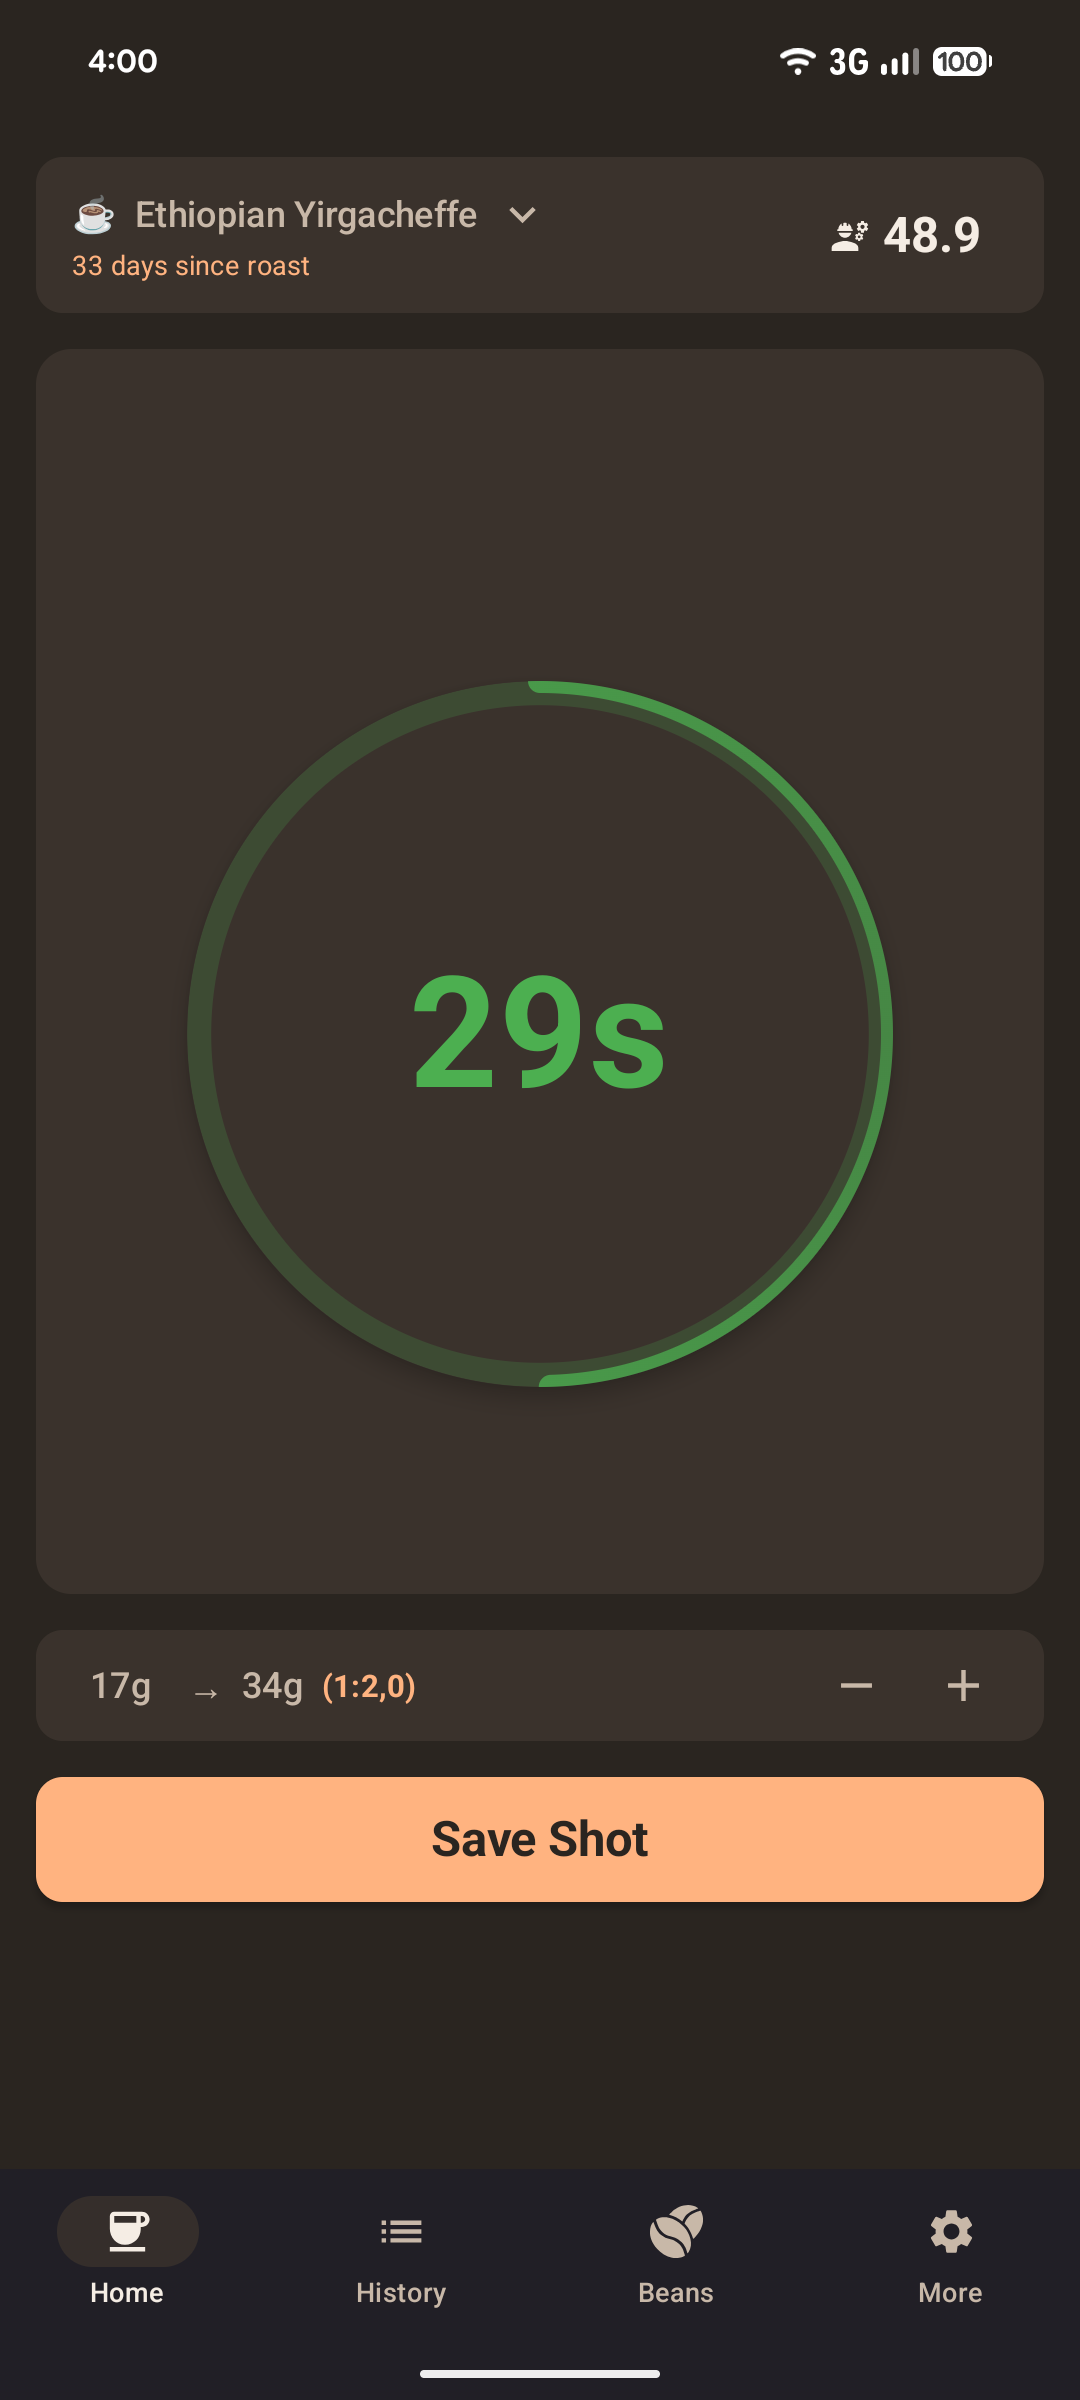 4:00
3G
100
Ethiopian Yirgacheffe
33 days since roast
48.9
29s
17g → 34g (1:2,0)
Save Shot
Home
History
Beans
More